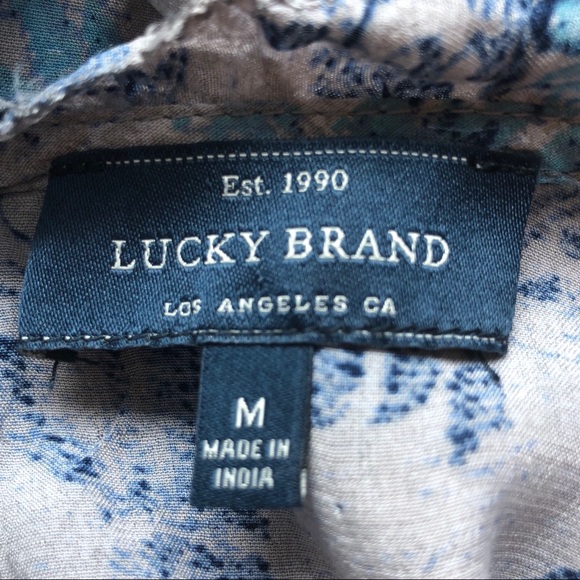 Est. 1990
LUCKY BRAND
LOS ANGELES CA
M
MADE IN
INDIA